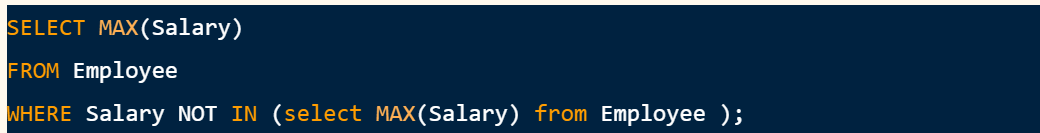 SELECT MAX(Salary)
FROM Employee
WHERE Salary NOT IN (select MAX(Salary) from Employee );